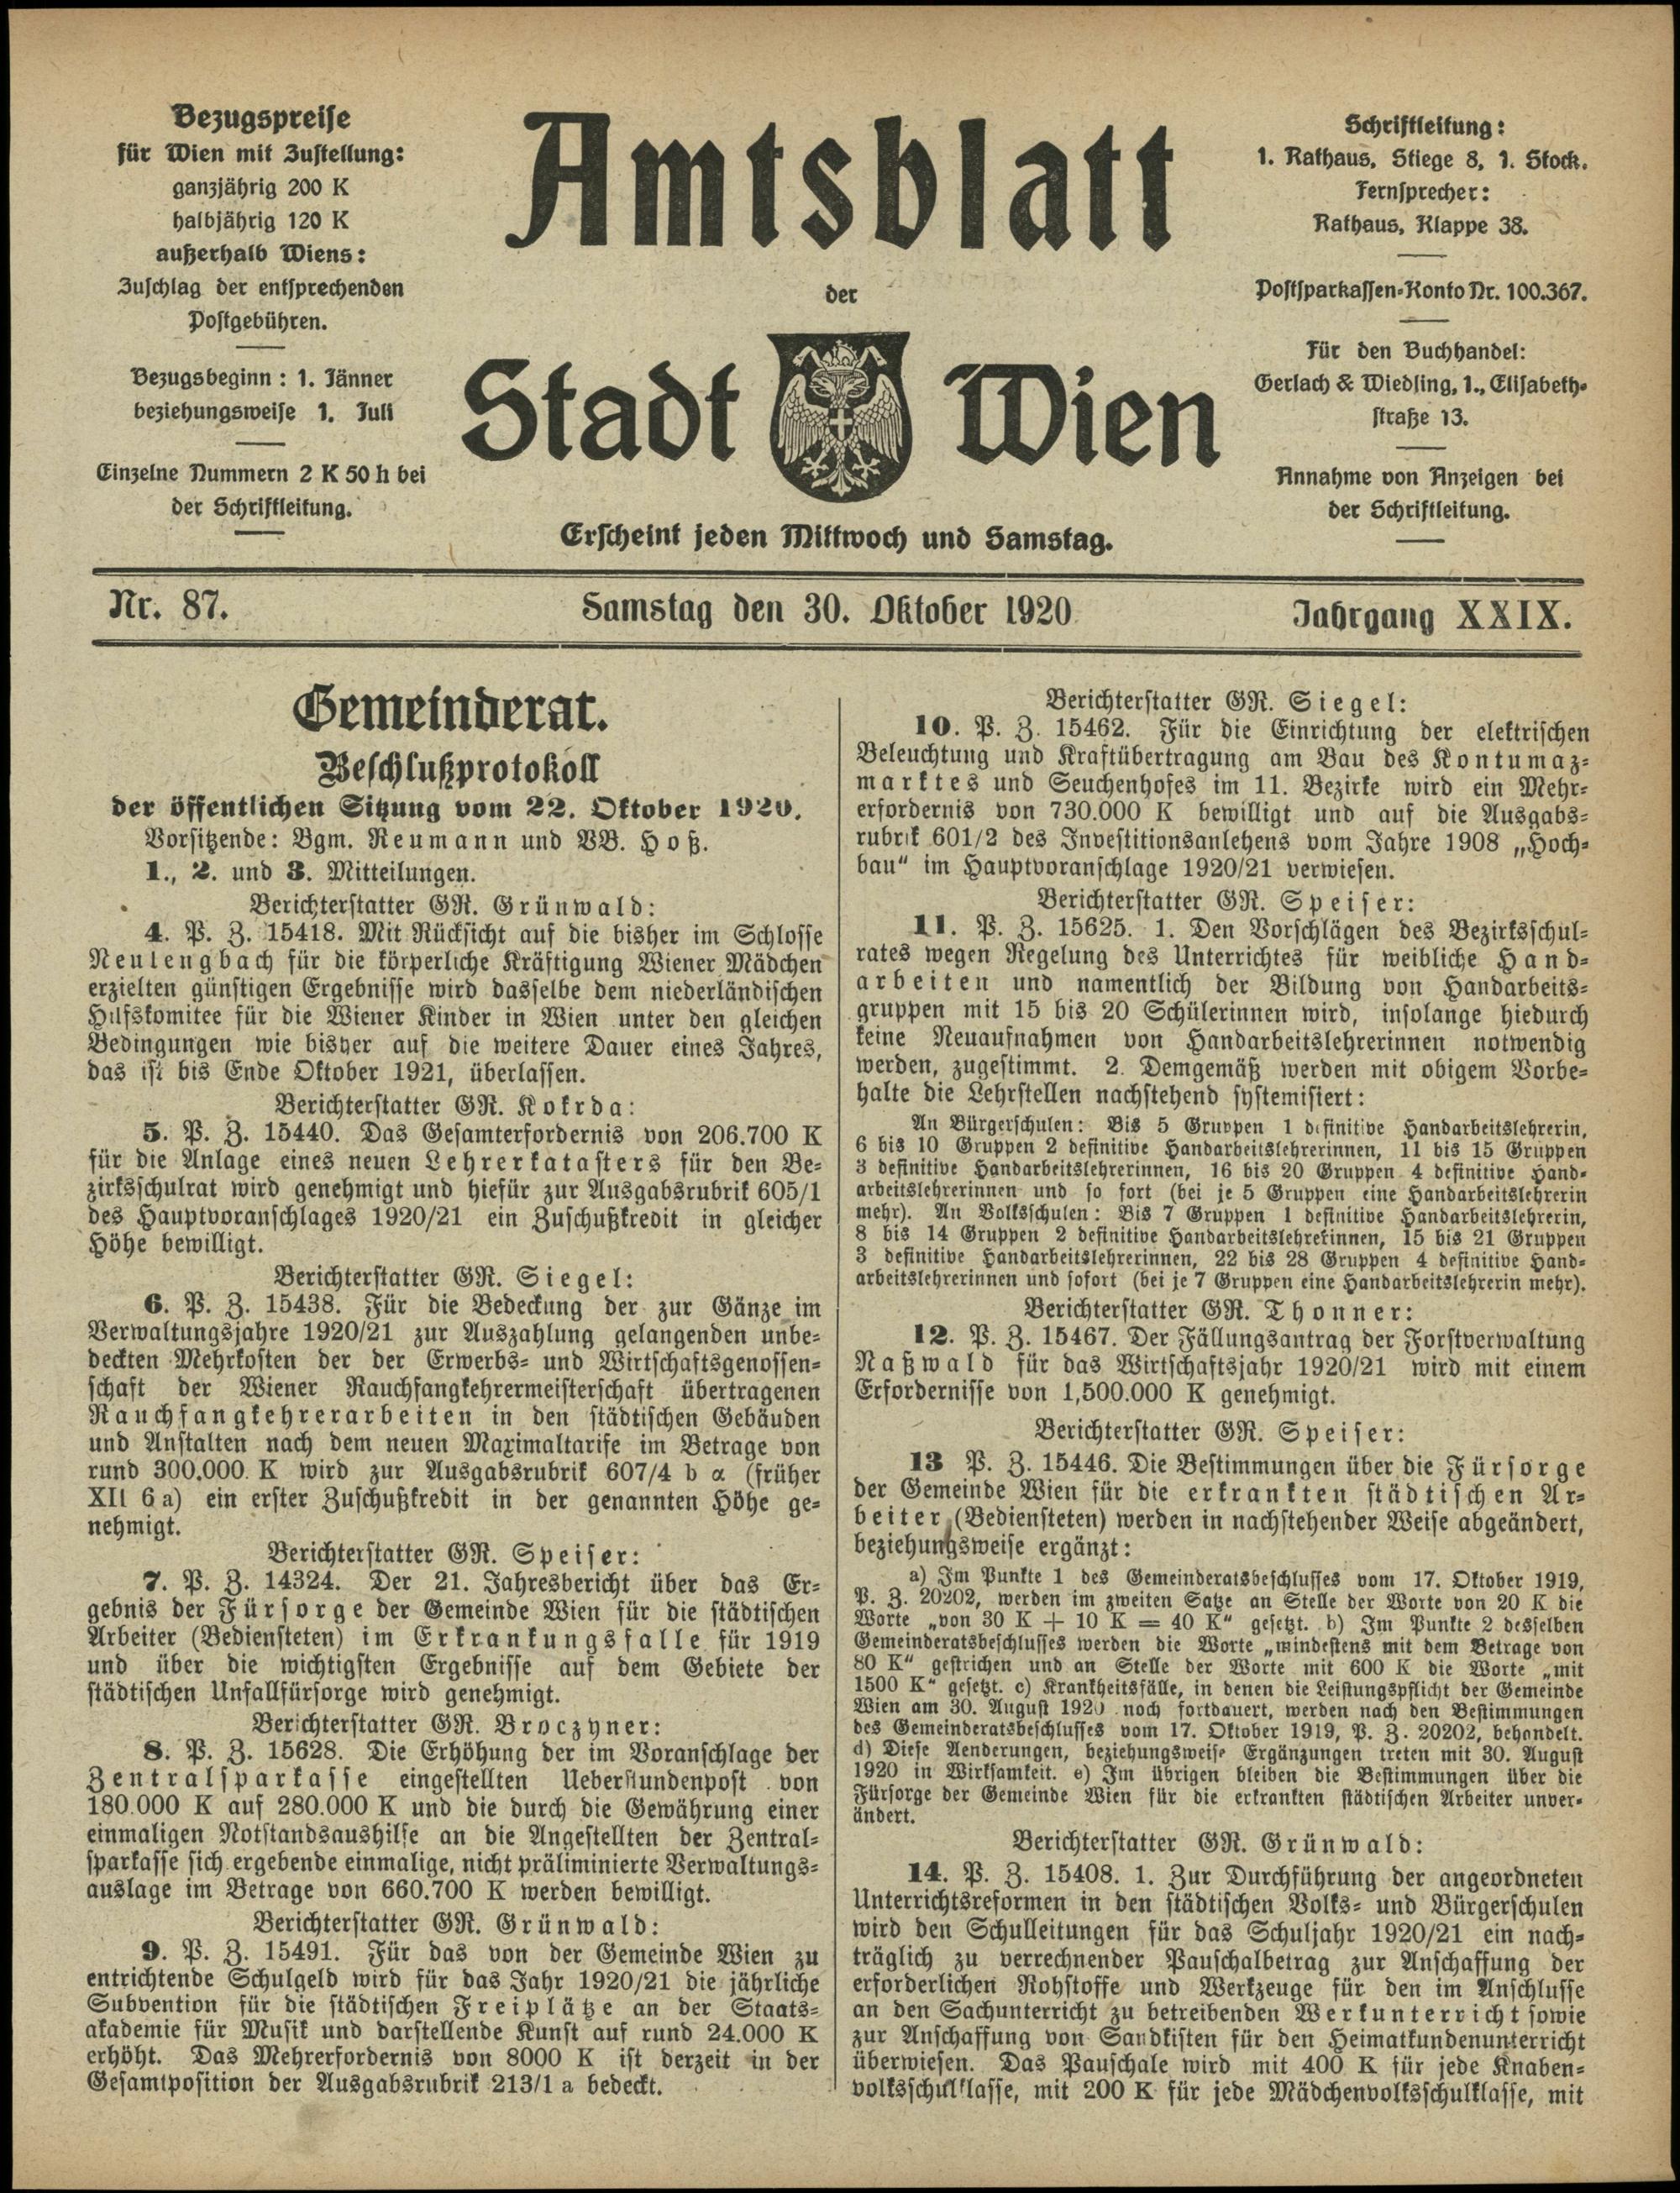 Bezugspreise
für Wien mit Zustellung:
ganzjährig 200 K
halbjährig 120 K
außerhalb Wiens:
Zuschlag der entsprechenden
Postgebühren.
Bezugsbeginn: 1. Jänner
beziehungsweise 1. Juli
Einzelne Nummern 2 K 50 h bei
der Schriftleitung.
Amtsblatt
der
Stadt Wien
Erscheint jeden Mittwoch und Samstag.
Schriftleitung:
1. Rathaus, Stiege 8, 1. Stock.
Fernsprecher:
Rathaus, Klappe 38.
Postsparkassen-Konto Nr. 100.367.
Für den Buchhandel:
Gerlach & Wiedling, 1., Elisabeth-
straße 13.
Annahme von Anzeigen bei
der Schriftleitung.
Nr. 87.
Samstag den 30. Oktober 1920
Jahrgang XXIX.
Gemeinderat.
Beschlußprotokoll
der öffentlichen Sitzung vom 22. Oktober 1920.
Vorsitzende: Bgm. Reumann und VB. Hoß.
1., 2. und 3. Mitteilungen.
Berichterstatter GR. Grünwald:
4. P. Z. 15418. Mit Rücksicht auf die bisher im Schlosse
Neulengbach für die körperliche Kräftigung Wiener Mädchen
erzielten günstigen Ergebnisse wird dasselbe dem niederländischen
Hilfskomitee für die Wiener Kinder in Wien unter den gleichen
Bedingungen wie bisher auf die weitere Dauer eines Jahres,
das ist bis Ende Oktober 1921, überlassen.
Berichterstatter GR. Kokrda:
5. P. Z. 15440. Das Gesamterfordernis von 206.700 K
für die Anlage eines neuen Lehrerkatasters für den Be-
zirksschulrat wird genehmigt und hiefür zur Ausgabsrubrik 605/1
des Hauptvoranschlages 1920/21 ein Zuschußkredit in gleicher
Höhe bewilligt.
Berichterstatter GR. Siegel:
6. P. Z. 15438. Für die Bedeckung der zur Gänze im
Verwaltungsjahre 1920/21 zur Auszahlung gelangenden unbe-
deckten Mehrkosten der der Erwerbs- und Wirtschaftsgenossen-
schaft der Wiener Rauchfangkehrermeisterschaft übertragenen
Rauchfangkehrerarbeiten in den städtischen Gebäuden
und Anstalten nach dem neuen Maximaltarife im Betrage von
rund 300.000 K wird zur Ausgabsrubrik 607/4 b α (früher
XII 6 a) ein erster Zuschußkredit in der genannten Höhe ge-
nehmigt.
Berichterstatter GR. Speiser:
7. P. Z. 14324. Der 21. Jahresbericht über das Er-
gebnis der Fürsorge der Gemeinde Wien für die städtischen
Arbeiter (Bediensteten) im Erkrankungsfalle für 1919
und über die wichtigsten Ergebnisse auf dem Gebiete der
städtischen Unfallfürsorge wird genehmigt.
Berichterstatter GR. Broczyner:
8. P. Z. 15628. Die Erhöhung der im Voranschlage der
Zentralsparkasse eingestellten Ueberstundenpost von
180.000 K auf 280.000 K und die durch die Gewährung einer
einmaligen Notstandsaushilfe an die Angestellten der Zentral-
sparkasse sich ergebende einmalige, nicht präliminierte Verwaltungs-
auslage im Betrage von 660.700 K werden bewilligt.
Berichterstatter GR. Grünwald:
9. P. Z. 15491. Für das von der Gemeinde Wien zu
entrichtende Schulgeld wird für das Jahr 1920/21 die jährliche
Subvention für die städtischen Freiplätze an der Staats-
akademie für Musik und darstellende Kunst auf rund 24.000 K
erhöht. Das Mehrerfordernis von 8000 K ist derzeit in der
Gesamtposition der Ausgabsrubrik 213/1 a bedeckt.
Berichterstatter GR. Siegel:
10. P. Z. 15462. Für die Einrichtung der elektrischen
Beleuchtung und Kraftübertragung am Bau des Kontumaz-
marktes und Seuchenhofes im 11. Bezirke wird ein Mehr-
erfordernis von 730.000 K bewilligt und auf die Ausgabs-
rubrik 601/2 des Investitionsanlehens vom Jahre 1908 „Hoch-
bau“ im Hauptvoranschlage 1920/21 verwiesen.
Berichterstatter GR. Speiser:
11. P. Z. 15625. 1. Den Vorschlägen des Bezirksschul-
rates wegen Regelung des Unterrichtes für weibliche Hand-
arbeiten und namentlich der Bildung von Handarbeits-
gruppen mit 15 bis 20 Schülerinnen wird, insolange hiedurch
keine Neuaufnahmen von Handarbeitslehrerinnen notwendig
werden, zugestimmt. 2. Demgemäß werden mit obigem Vorbe-
halte die Lehrstellen nachstehend systemisiert:
An Bürgerschulen: Bis 5 Gruppen 1 definitive Handarbeitslehrerin,
6 bis 10 Gruppen 2 definitive Handarbeitslehrerinnen, 11 bis 15 Gruppen
3 definitive Handarbeitslehrerinnen, 16 bis 20 Gruppen 4 definitive Hand-
arbeitslehrerinnen und so fort (bei je 5 Gruppen eine Handarbeitslehrerin
mehr). An Volksschulen: Bis 7 Gruppen 1 definitive Handarbeitslehrerin,
8 bis 14 Gruppen 2 definitive Handarbeitslehrerinnen, 15 bis 21 Gruppen
3 definitive Handarbeitslehrerinnen, 22 bis 28 Gruppen 4 definitive Hand-
arbeitslehrerinnen und sofort (bei je 7 Gruppen eine Handarbeitslehrerin mehr).
Berichterstatter GR. Thonner:
12. P. Z. 15467. Der Fällungsantrag der Forstverwaltung
Naßwald für das Wirtschaftsjahr 1920/21 wird mit einem
Erfordernisse von 1,500.000 K genehmigt.
Berichterstatter GR. Speiser:
13 P. Z. 15446. Die Bestimmungen über die Fürsorge
der Gemeinde Wien für die erkrankten städtischen Ar-
beiter (Bediensteten) werden in nachstehender Weise abgeändert,
beziehungsweise ergänzt:
a) Im Punkte 1 des Gemeinderatsbeschlusses vom 17. Oktober 1919,
P. Z. 20202, werden im zweiten Satze an Stelle der Worte von 20 K die
Worte „von 30 K + 10 K = 40 K“ gesetzt. b) Im Punkte 2 desselben
Gemeinderatsbeschlusses werden die Worte „mindestens mit dem Betrage von
80 K“ gestrichen und an Stelle der Worte mit 600 K die Worte „mit
1500 K“ gesetzt. c) Krankheitsfälle, in denen die Leistungspflicht der Gemeinde
Wien am 30. August 1920 noch fortdauert, werden nach den Bestimmungen
des Gemeinderatsbeschlusses vom 17. Oktober 1919, P. Z. 20202, behandelt.
d) Diese Aenderungen, beziehungsweise Ergänzungen treten mit 30. August
1920 in Wirksamkeit. e) Im übrigen bleiben die Bestimmungen über die
Fürsorge der Gemeinde Wien für die erkrankten städtischen Arbeiter unver-
ändert.
Berichterstatter GR. Grünwald:
14. P. Z. 15408. 1. Zur Durchführung der angeordneten
Unterrichtsreformen in den städtischen Volks- und Bürgerschulen
wird den Schulleitungen für das Schuljahr 1920/21 ein nach-
träglich zu verrechnender Pauschalbetrag zur Anschaffung der
erforderlichen Rohstoffe und Werkzeuge für den im Anschlusse
an den Sachunterricht zu betreibenden Werkunterricht sowie
zur Anschaffung von Sandkisten für den Heimatkundenunterricht
überwiesen. Das Pauschale wird mit 400 K für jede Knaben-
volksschulklasse, mit 200 K für jede Mädchenvolksschulklasse, mit